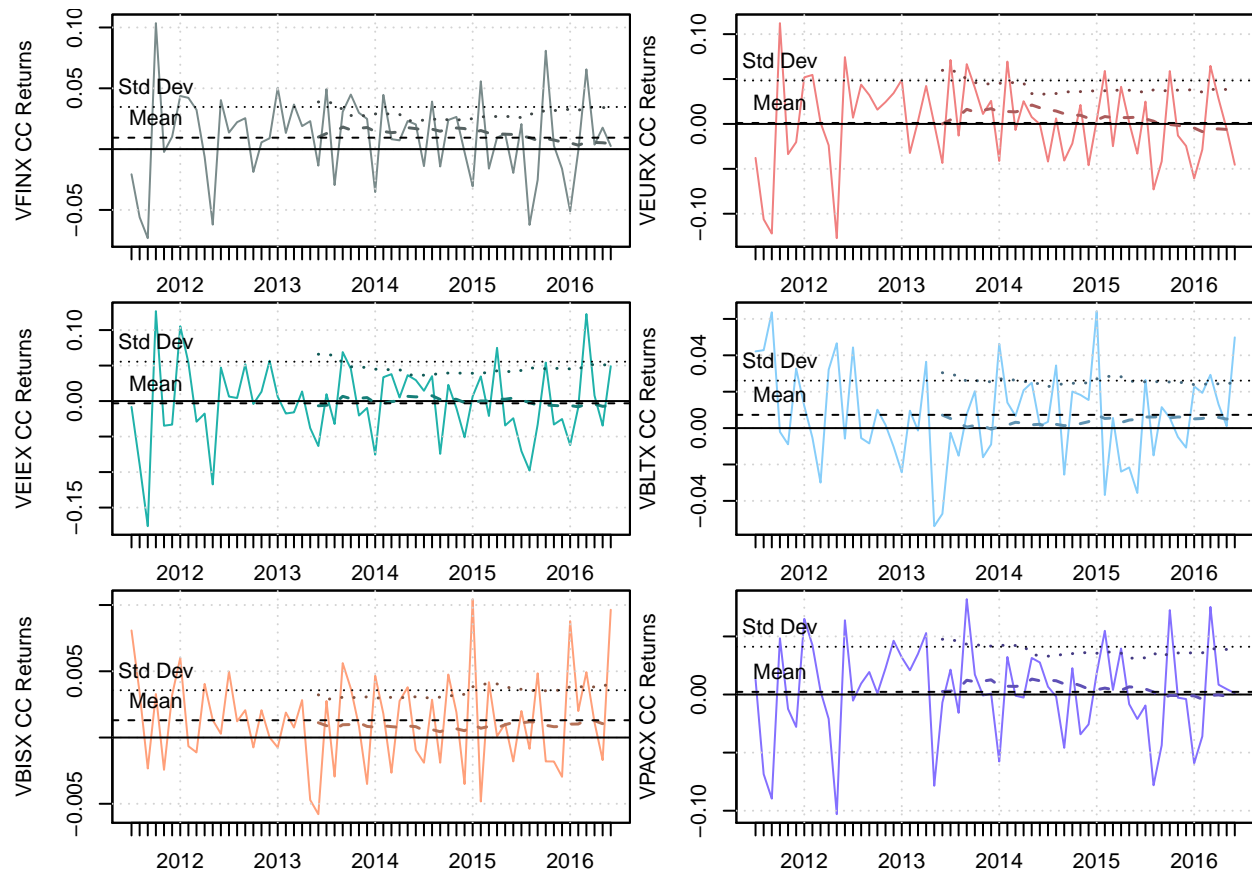 VFINX CC Returns
0.10
0.05
−0.05
Std Dev
Mean
2012 2013 2014 2015 2016
VEURX CC Returns
0.10
0.00
−0.10
Std Dev
Mean
2012 2013 2014 2015 2016
VEIEX CC Returns
0.10
0.00
−0.15
Std Dev
Mean
2012 2013 2014 2015 2016
VBLTX CC Returns
0.04
0.00
−0.04
Std Dev
Mean
2012 2013 2014 2015 2016
VBISX CC Returns
0.005
−0.005
Std Dev
Mean
2012 2013 2014 2015 2016
VPACX CC Returns
0.00
−0.10
Std Dev
Mean
2012 2013 2014 2015 2016